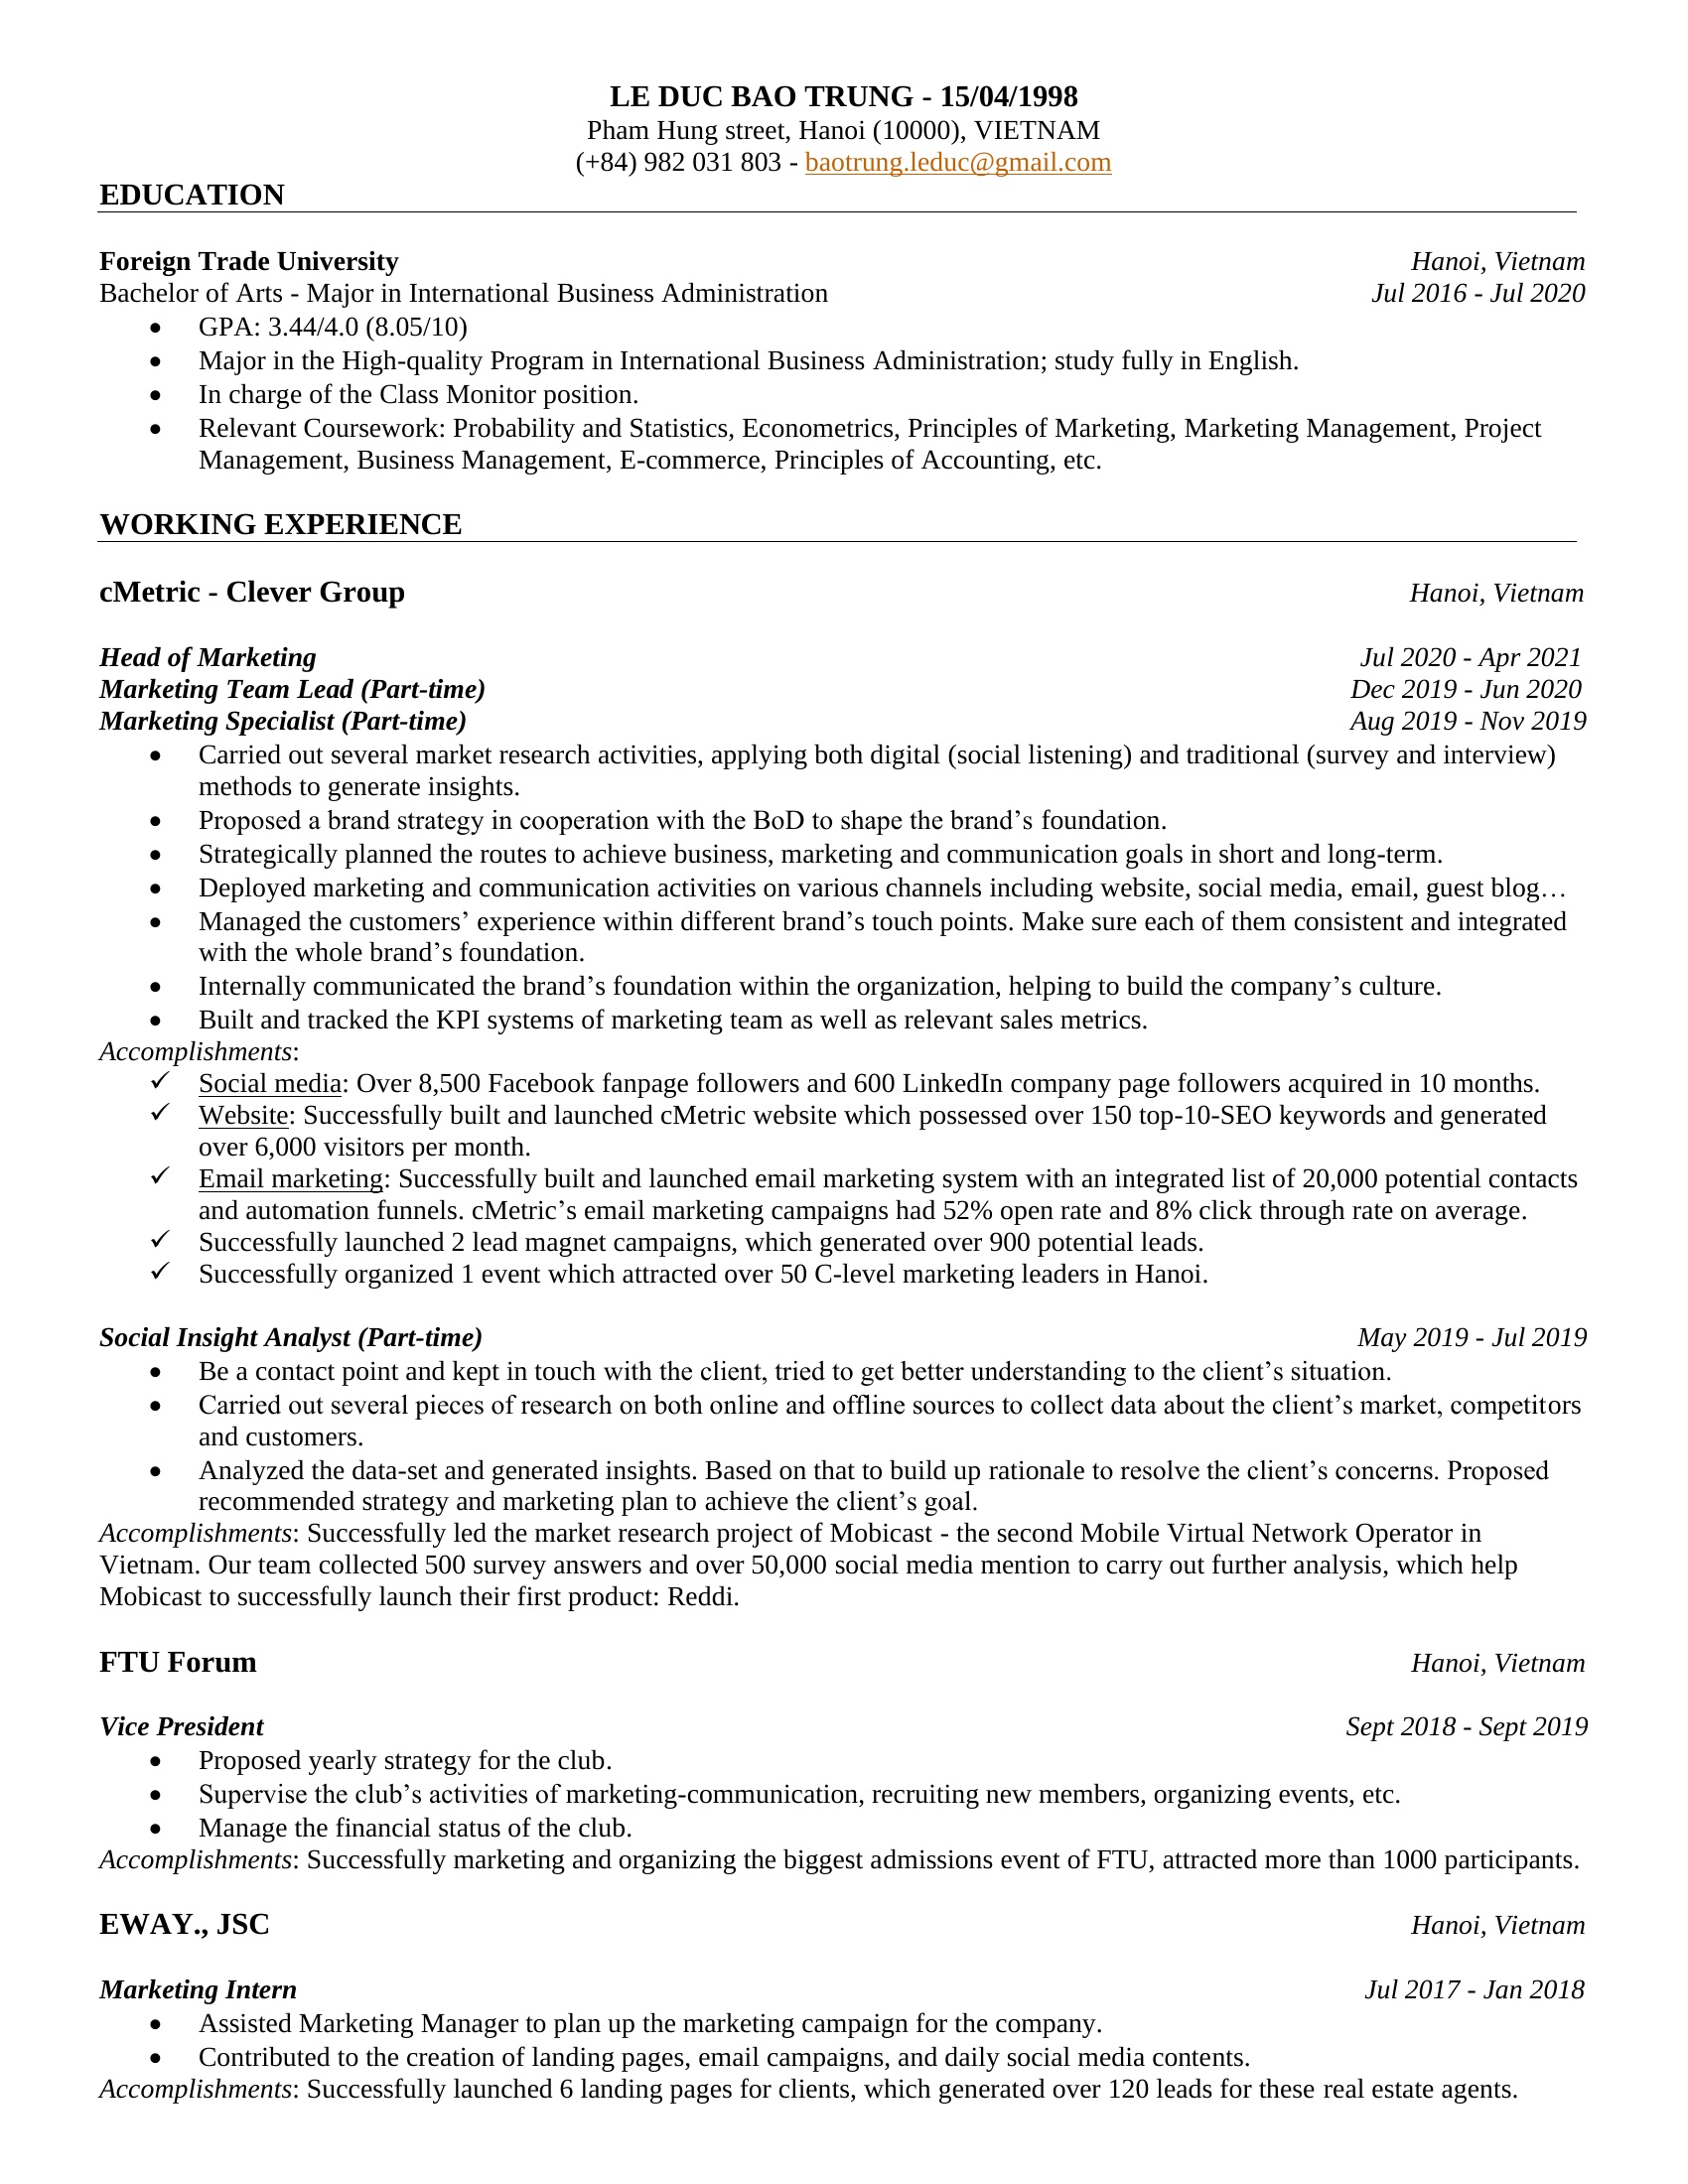 LE DUC BAO TRUNG - 15/04/1998
Pham Hung street, Hanoi (10000), VIETNAM
(+84) 982 031 803 - baotrung.leduc@gmail.com
EDUCATION
Foreign Trade University Hanoi, Vietnam
Bachelor of Arts - Major in International Business Administration Jul 2016 - Jul 2020
• GPA: 3.44/4.0 (8.05/10)
• Major in the High-quality Program in International Business Administration; study fully in English.
• In charge of the Class Monitor position.
• Relevant Coursework: Probability and Statistics, Econometrics, Principles of Marketing, Marketing Management, Project
Management, Business Management, E-commerce, Principles of Accounting, etc.
WORKING EXPERIENCE
cMetric - Clever Group Hanoi, Vietnam
Head of Marketing Jul 2020 - Apr 2021
Marketing Team Lead (Part-time) Dec 2019 - Jun 2020
Marketing Specialist (Part-time) Aug 2019 - Nov 2019
• Carried out several market research activities, applying both digital (social listening) and traditional (survey and interview)
methods to generate insights.
• Proposed a brand strategy in cooperation with the BoD to shape the brand’s foundation.
• Strategically planned the routes to achieve business, marketing and communication goals in short and long-term.
• Deployed marketing and communication activities on various channels including website, social media, email, guest blog…
• Managed the customers’ experience within different brand’s touch points. Make sure each of them consistent and integrated
with the whole brand’s foundation.
• Internally communicated the brand’s foundation within the organization, helping to build the company’s culture.
• Built and tracked the KPI systems of marketing team as well as relevant sales metrics.
Accomplishments:
✓ Social media: Over 8,500 Facebook fanpage followers and 600 LinkedIn company page followers acquired in 10 months.
✓ Website: Successfully built and launched cMetric website which possessed over 150 top-10-SEO keywords and generated
over 6,000 visitors per month.
✓ Email marketing: Successfully built and launched email marketing system with an integrated list of 20,000 potential contacts
and automation funnels. cMetric’s email marketing campaigns had 52% open rate and 8% click through rate on average.
✓ Successfully launched 2 lead magnet campaigns, which generated over 900 potential leads.
✓ Successfully organized 1 event which attracted over 50 C-level marketing leaders in Hanoi.
Social Insight Analyst (Part-time) May 2019 - Jul 2019
• Be a contact point and kept in touch with the client, tried to get better understanding to the client’s situation.
• Carried out several pieces of research on both online and offline sources to collect data about the client’s market, competitors
and customers.
• Analyzed the data-set and generated insights. Based on that to build up rationale to resolve the client’s concerns. Proposed
recommended strategy and marketing plan to achieve the client’s goal.
Accomplishments: Successfully led the market research project of Mobicast - the second Mobile Virtual Network Operator in
Vietnam. Our team collected 500 survey answers and over 50,000 social media mention to carry out further analysis, which help
Mobicast to successfully launch their first product: Reddi.
FTU Forum Hanoi, Vietnam
Vice President Sept 2018 - Sept 2019
• Proposed yearly strategy for the club.
• Supervise the club’s activities of marketing-communication, recruiting new members, organizing events, etc.
• Manage the financial status of the club.
Accomplishments: Successfully marketing and organizing the biggest admissions event of FTU, attracted more than 1000 participants.
EWAY., JSC Hanoi, Vietnam
Marketing Intern Jul 2017 - Jan 2018
• Assisted Marketing Manager to plan up the marketing campaign for the company.
• Contributed to the creation of landing pages, email campaigns, and daily social media contents.
Accomplishments: Successfully launched 6 landing pages for clients, which generated over 120 leads for these real estate agents.